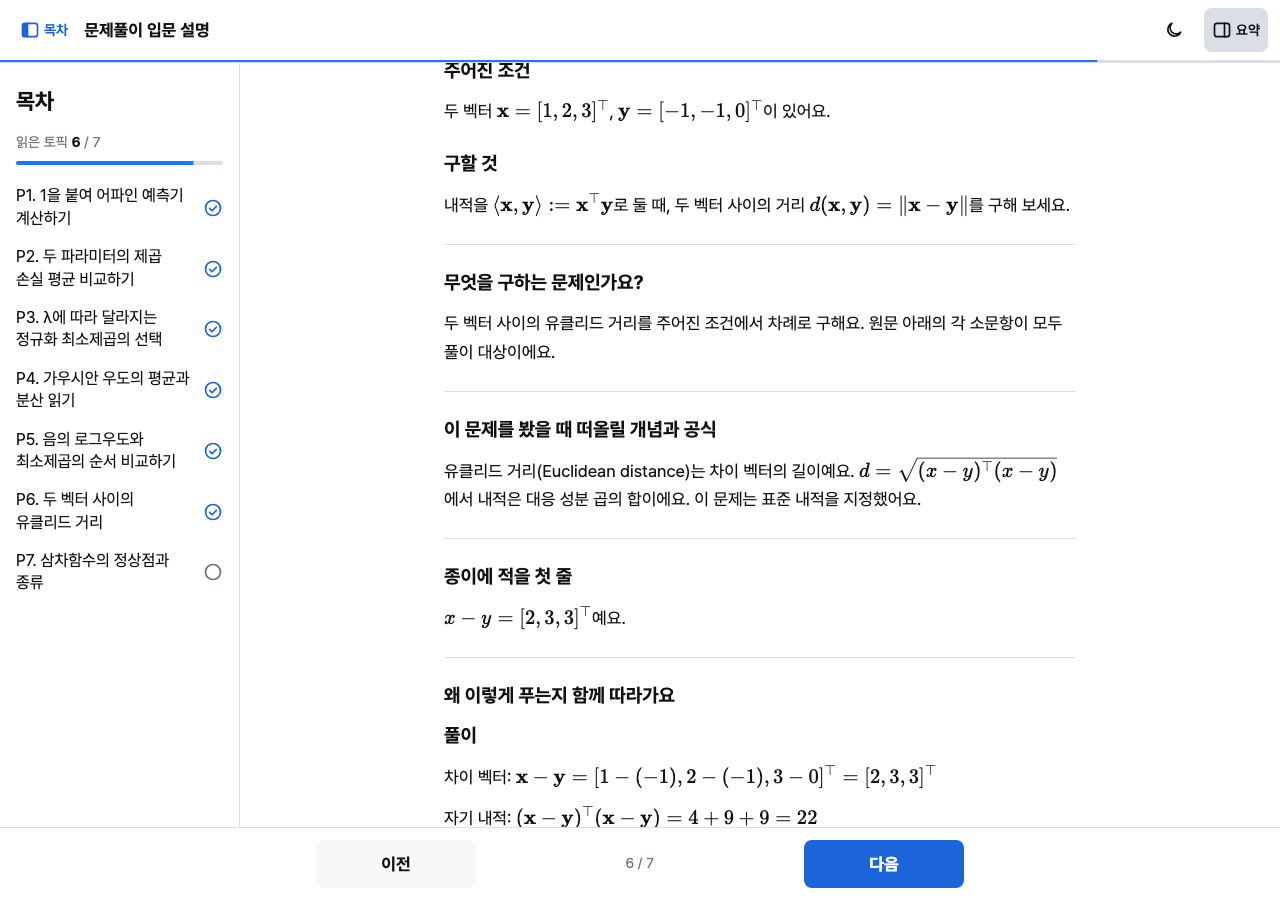 목차
문제풀이 입문 설명
요약
목차
읽은 토픽 6 / 7
P1. 1을 붙여 어파인 예측기
계산하기
P2. 두 파라미터의 제곱
손실 평균 비교하기
P3. λ에 따라 달라지는
정규화 최소제곱의 선택
P4. 가우시안 우도의 평균과
분산 읽기
P5. 음의 로그우도와
최소제곱의 순서 비교하기
P6. 두 벡터 사이의
유클리드 거리
P7. 삼차함수의 정상점과
종류
주어진 조건
두 벡터 x = [1, 2, 3]⊤, y = [−1, −1, 0]⊤이 있어요.
구할 것
내적을 ⟨x, y⟩ := x⊤y로 둘 때, 두 벡터 사이의 거리 d(x, y) = ‖x − y‖를 구해 보세요.
무엇을 구하는 문제인가요?
두 벡터 사이의 유클리드 거리를 주어진 조건에서 차례로 구해요. 원문 아래의 각 소문항이 모두
풀이 대상이에요.
이 문제를 봤을 때 떠올릴 개념과 공식
유클리드 거리(Euclidean distance)는 차이 벡터의 길이예요. d = √(x − y)⊤(x − y)
에서 내적은 대응 성분 곱의 합이에요. 이 문제는 표준 내적을 지정했어요.
종이에 적을 첫 줄
x − y = [2, 3, 3]⊤예요.
왜 이렇게 푸는지 함께 따라가요
풀이
차이 벡터: x − y = [1 − (−1), 2 − (−1), 3 − 0]⊤ = [2, 3, 3]⊤
자기 내적: (x − y)⊤(x − y) = 4 + 9 + 9 = 22
이전
6 / 7
다음